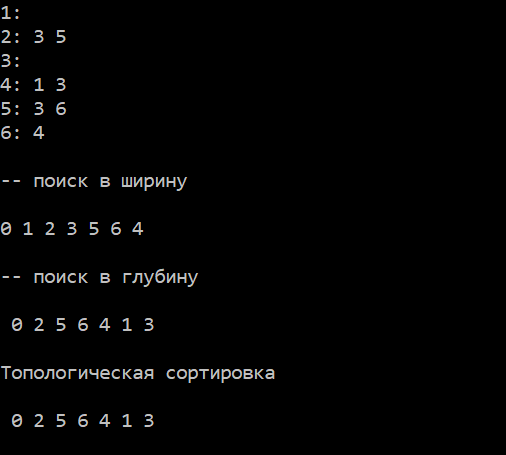 1:
2: 3 5
3:
4: 1 3
5: 3 6
6: 4
-- поиск в ширину
0 1 2 3 5 6 4
-- поиск в глубину
0 2 5 6 4 1 3
Топологическая сортировка
0 2 5 6 4 1 3